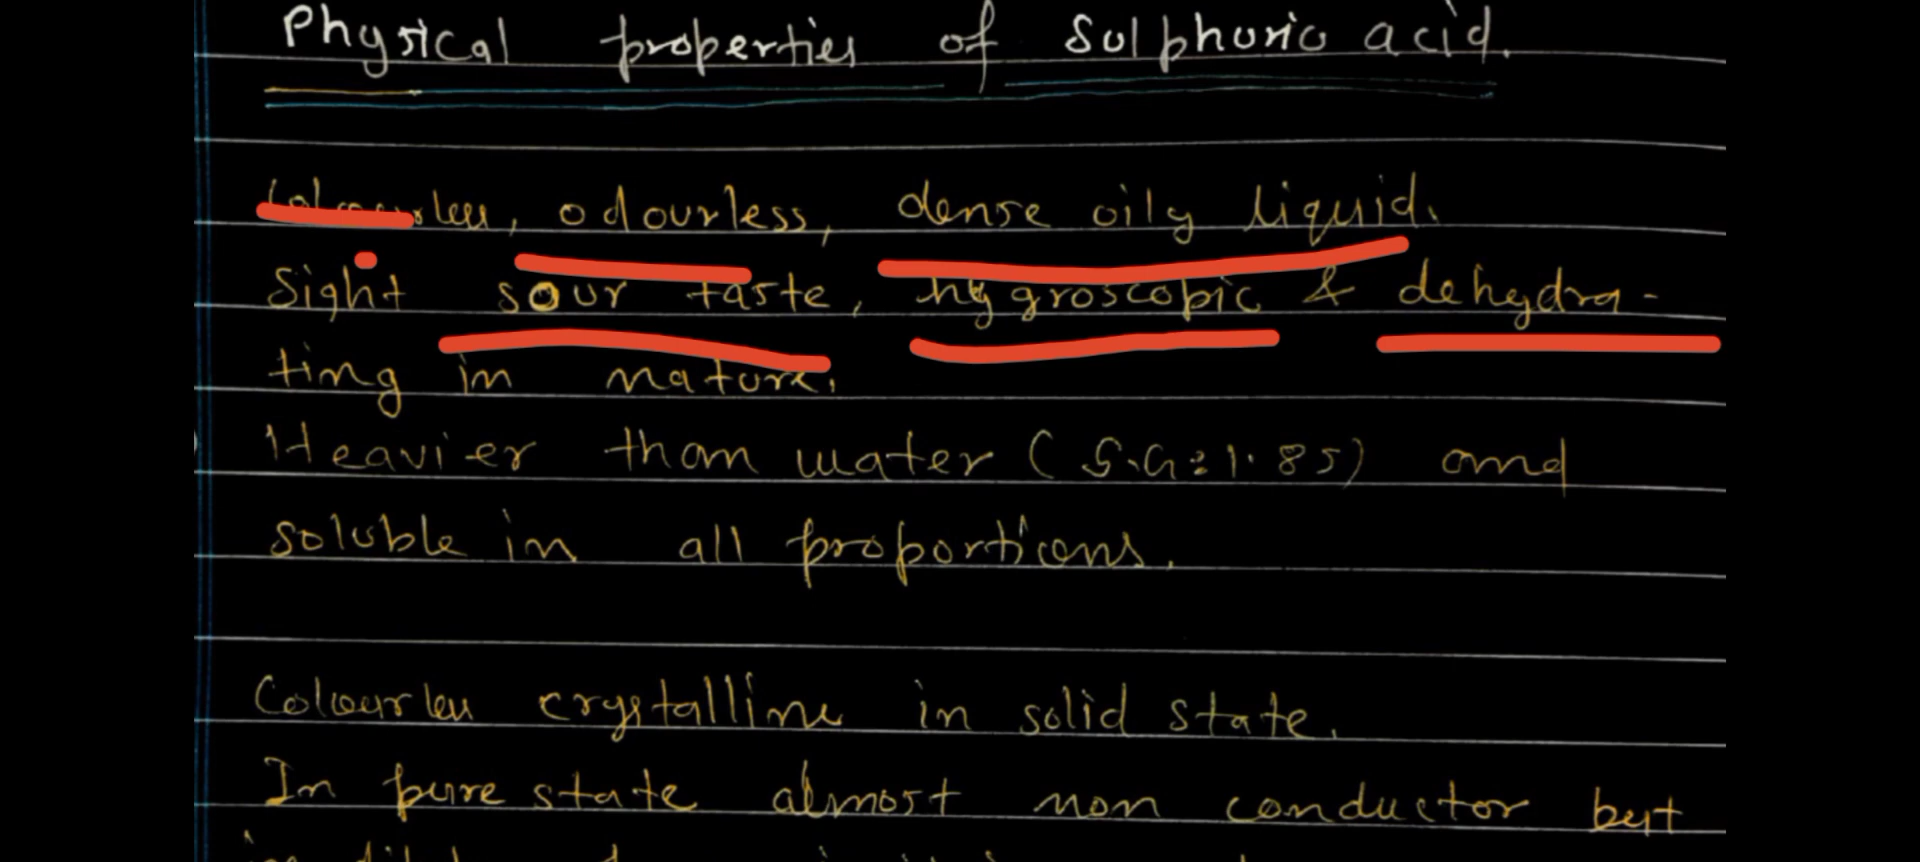 Physical properties of Sulphuric acid.
Colourless, odourless, dense oily liquid.
Sight sour taste, hygroscopic & dehydra-
ting in nature.
Heavier than water (S.G:1.85) and
soluble in all proportions.
Colourless crystalline in solid state.
In pure state almost non conductor but